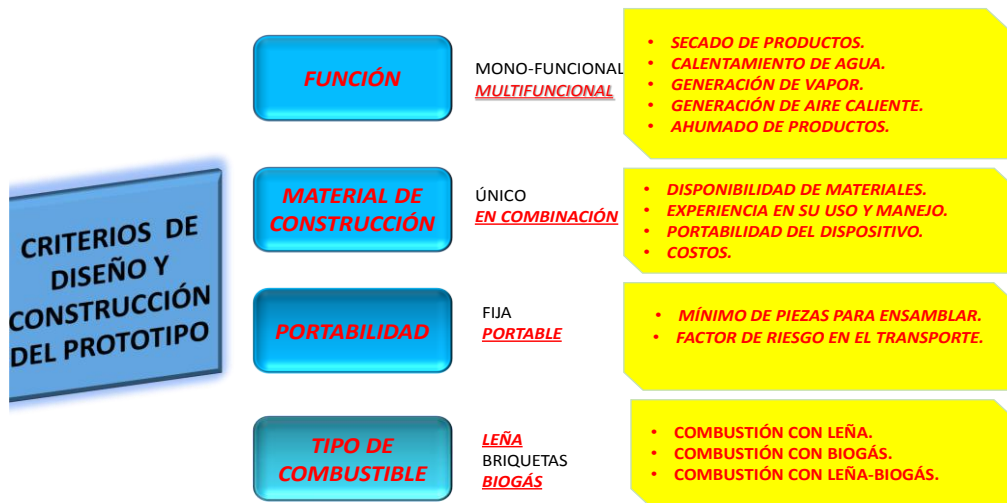 CRITERIOS DE
DISEÑO Y
CONSTRUCCIÓN
DEL PROTOTIPO
FUNCIÓN
MONO-FUNCIONAL
MULTIFUNCIONAL
• SECADO DE PRODUCTOS.
• CALENTAMIENTO DE AGUA.
• GENERACIÓN DE VAPOR.
• GENERACIÓN DE AIRE CALIENTE.
• AHUMADO DE PRODUCTOS.
MATERIAL DE
CONSTRUCCIÓN
ÚNICO
EN COMBINACIÓN
• DISPONIBILIDAD DE MATERIALES.
• EXPERIENCIA EN SU USO Y MANEJO.
• PORTABILIDAD DEL DISPOSITIVO.
• COSTOS.
PORTABILIDAD
FIJA
PORTABLE
• MÍNIMO DE PIEZAS PARA ENSAMBLAR.
• FACTOR DE RIESGO EN EL TRANSPORTE.
TIPO DE
COMBUSTIBLE
LEÑA
BRIQUETAS
BIOGÁS
• COMBUSTIÓN CON LEÑA.
• COMBUSTIÓN CON BIOGÁS.
• COMBUSTIÓN CON LEÑA-BIOGÁS.